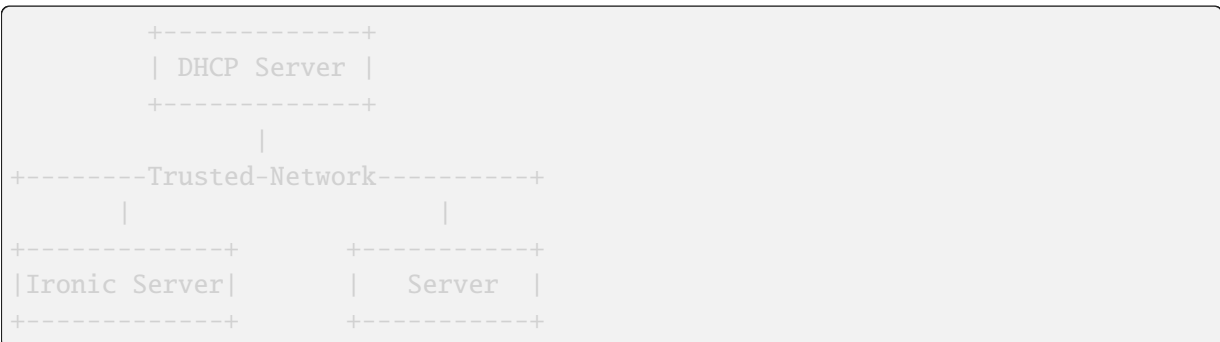 +-------------+
         | DHCP Server |
         +-------------+
                |
+--------Trusted-Network----------+
       |                    |
+-------------+       +-----------+
|Ironic Server|       |   Server  |
+-------------+       +-----------+